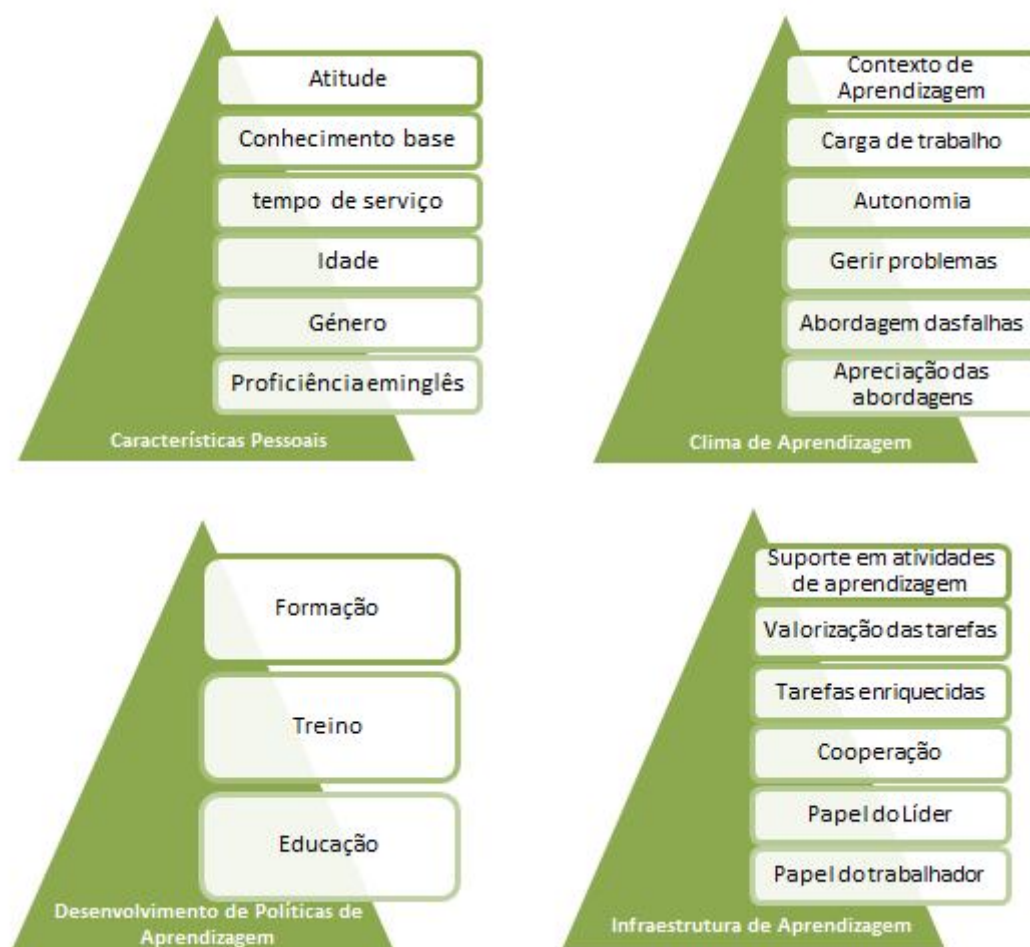 Atitude
Conhecimento base
tempo de serviço
Idade
Género
Proficiência eminglês
Características Pessoais
Contexto de
Aprendizagem
Carga de trabalho
Autonomia
Gerir problemas
Abordagem dasfalhas
Apreciação das
abordagens
Clima de Aprendizagem
Formação
Treino
Educação
Desenvolvimento de Políticas de
Aprendizagem
Suporte em atividades
de aprendizagem
Valorização das tarefas
Tarefas enriquecidas
Cooperação
Papel do Líder
Papel do trabalhador
Infraestrutura de Aprendizagem